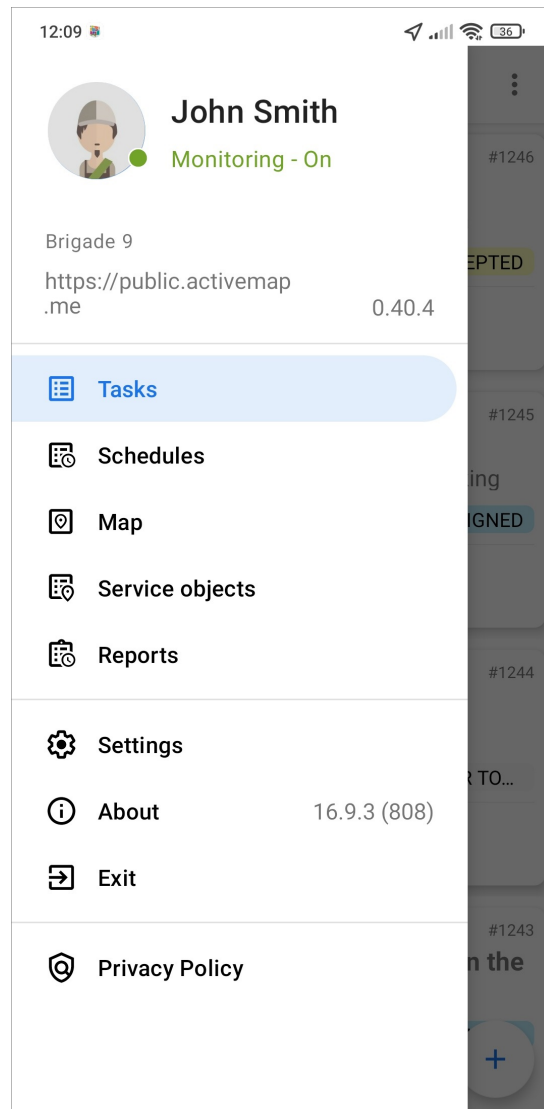 12:09
36
John Smith
Monitoring - On
Brigade 9
https://public.activemap
.me
0.40.4
Tasks
Schedules
Map
Service objects
Reports
Settings
About
16.9.3 (808)
Exit
Privacy Policy
#1246
EPTED
#1245
ing
IGNED
#1244
R TO...
#1243
n the